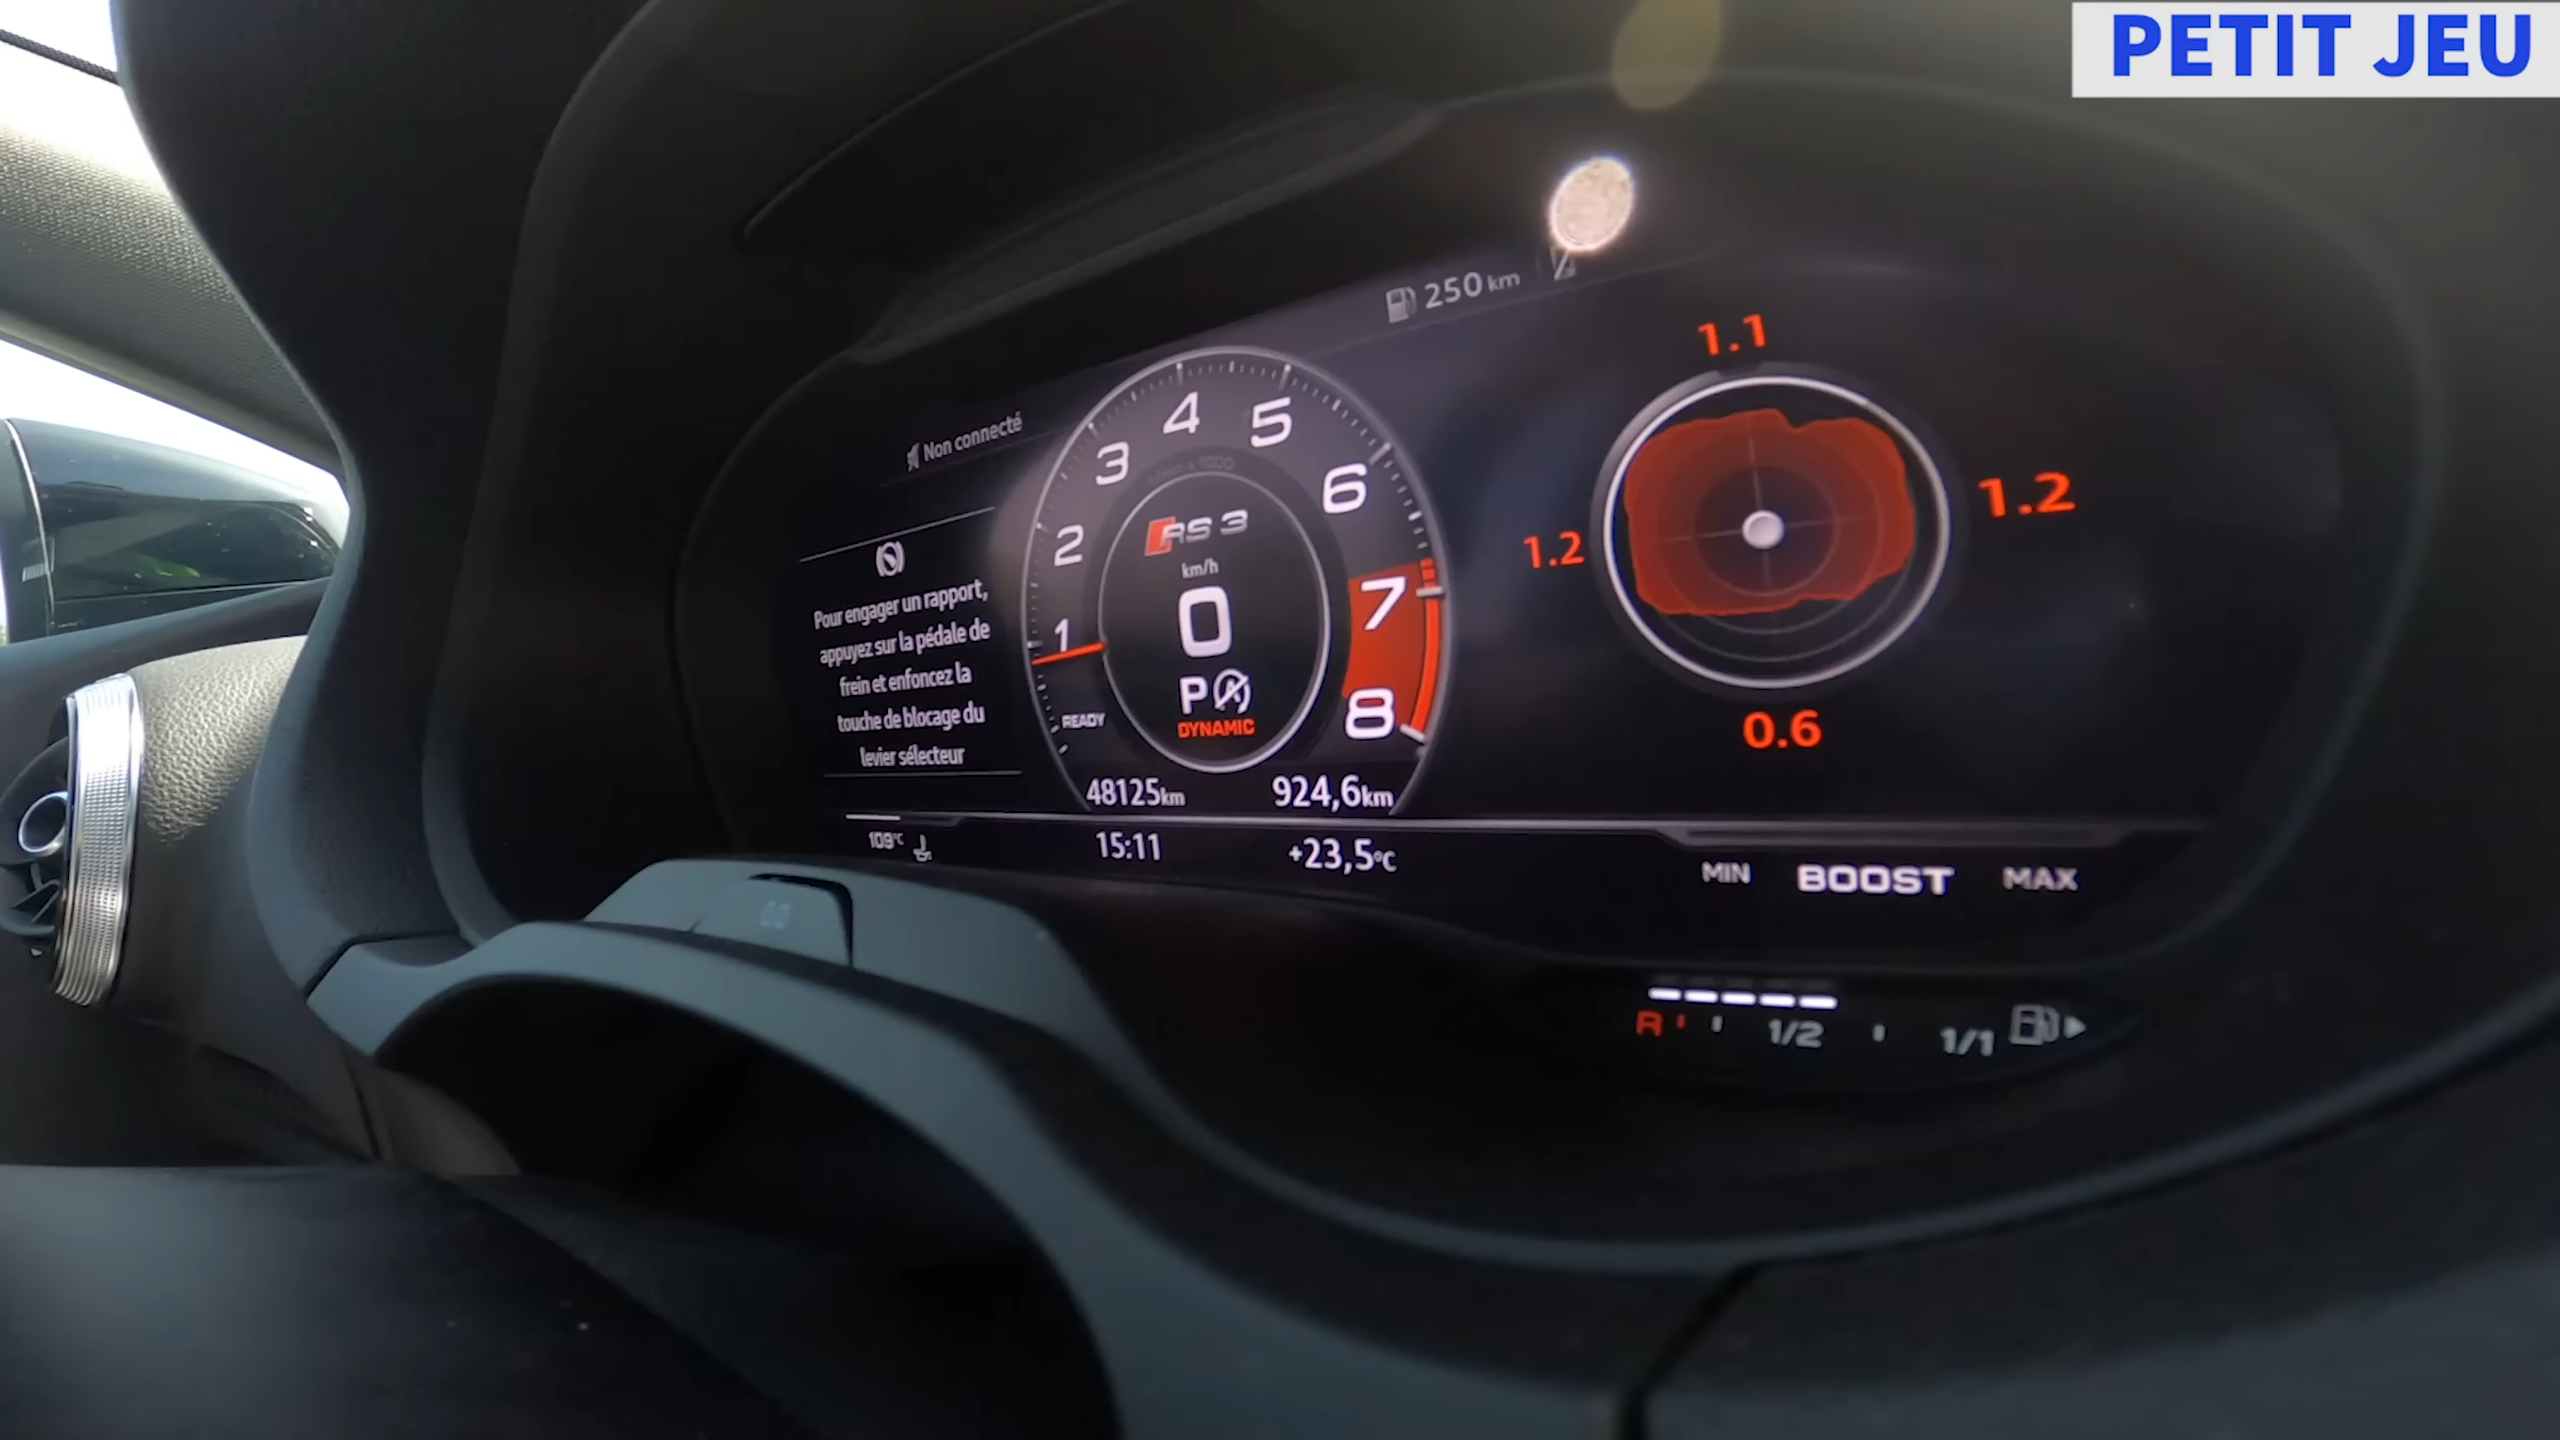 PETIT JEU
250 km
Non connecté
Pour engager un rapport,
appuyez sur la pédale de
frein et enfoncez la
touche de blocage du
levier sélecteur
1
2
3
4
5
6
7
8
RS 3
km/h
0
P A
DYNAMIC
READY
48125km
924,6km
109°C
15:11
+23,5°C
1.1
1.2
1.2
0.6
MIN BOOST MAX
R 1/2 1/1